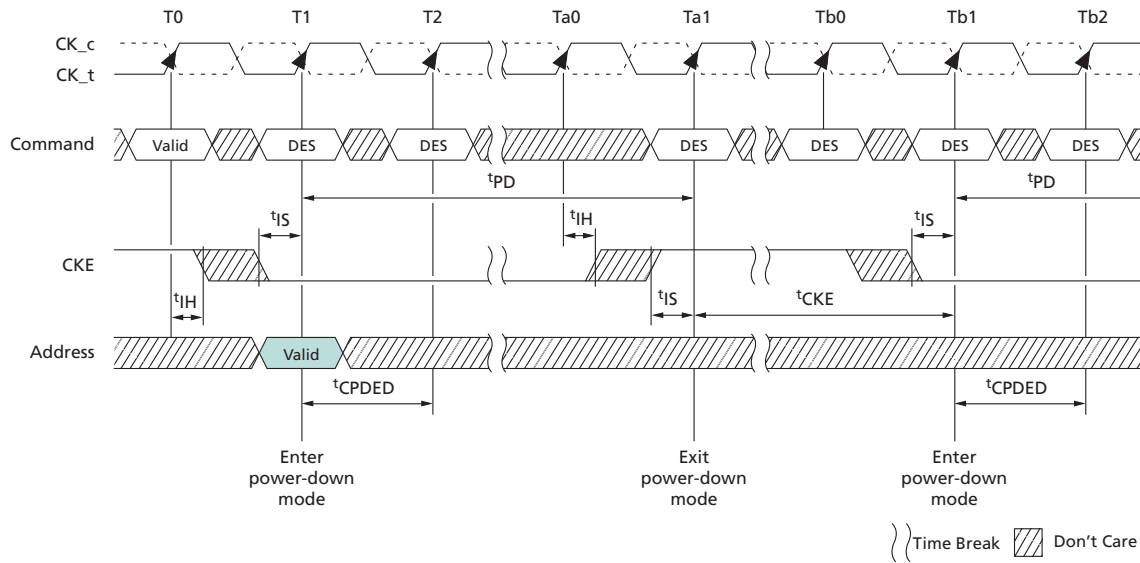 T0 T1 T2 Ta0 Ta1 Tb0 Tb1 Tb2
CK_c
CK_t
Command Valid DES DES DES DES DES DES
tPD tPD
tIS tIH tIS
CKE
tIH tIS tCKE
Address Valid
tCPDED tCPDED
Enter
power-down
mode
Exit
power-down
mode
Enter
power-down
mode
Time Break Don't Care